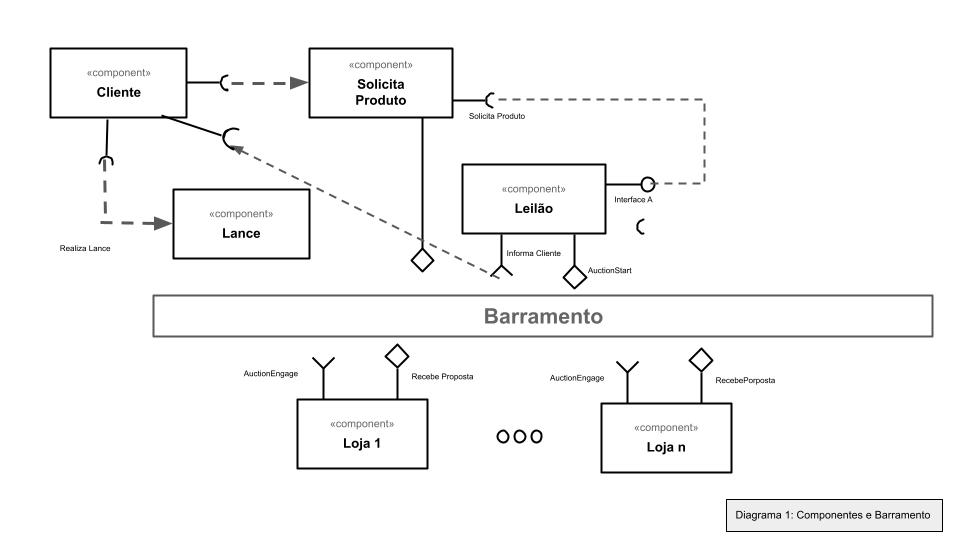 «component»
Cliente
«component»
Solicita
Produto
Solicita Produto
«component»
Leilão
Interface A
«component»
Lance
Realiza Lance
Informa Cliente
AuctionStart
Barramento
AuctionEngage
Recebe Proposta
AuctionEngage
RecebePorposta
«component»
Loja 1
«component»
Loja n
Diagrama 1: Componentes e Barramento